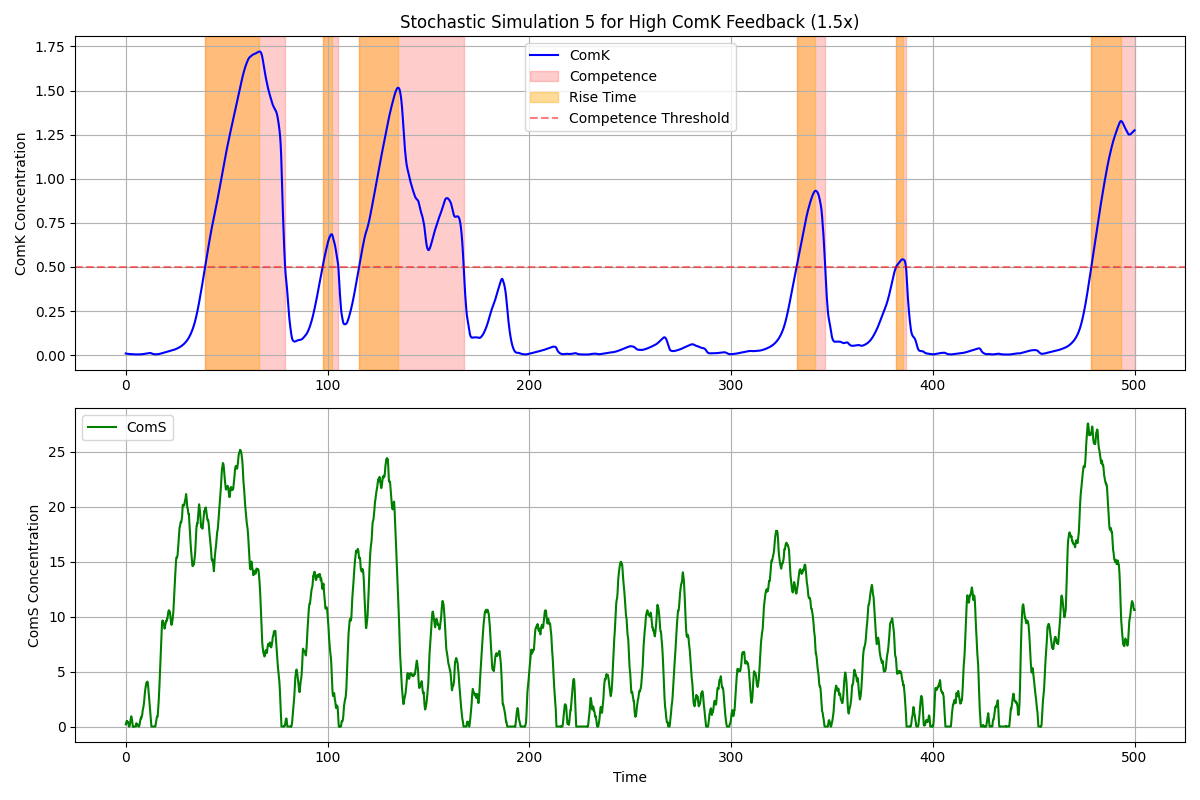 Stochastic Simulation 5 for High ComK Feedback (1.5x)
ComK Concentration
1.75
1.50
1.25
1.00
0.75
0.50
0.25
0.00
ComK
Competence
Rise Time
Competence Threshold
0 100 200 300 400 500
ComS Concentration
25
20
15
10
5
0
ComS
0 100 200 300 400 500
Time